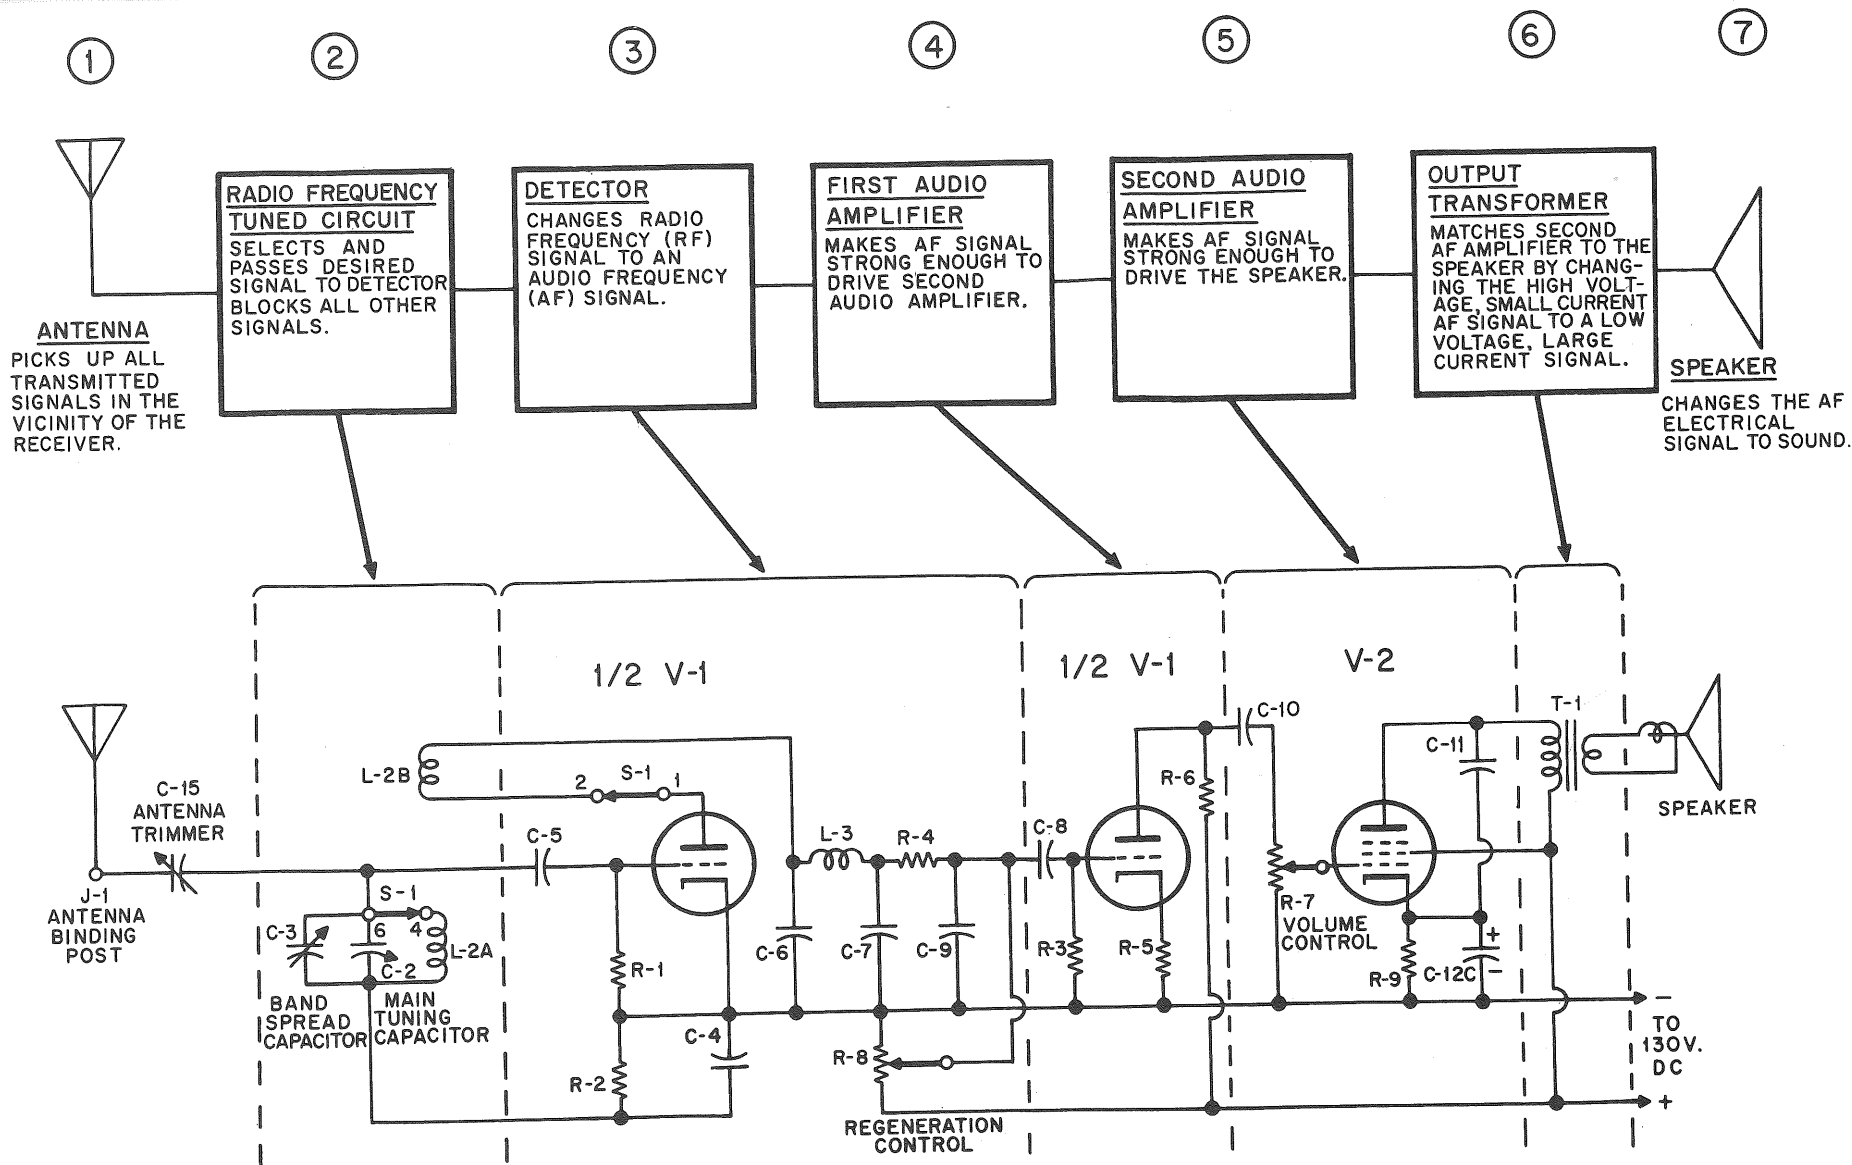 1
2
3
4
5
6
7
ANTENNA
PICKS UP ALL
TRANSMITTED
SIGNALS IN THE
VICINITY OF THE
RECEIVER.
RADIO FREQUENCY
TUNED CIRCUIT
SELECTS AND
PASSES DESIRED
SIGNAL TO DETECTOR
BLOCKS ALL OTHER
SIGNALS.
DETECTOR
CHANGES RADIO
FREQUENCY (RF)
SIGNAL TO AN
AUDIO FREQUENCY
(AF) SIGNAL.
FIRST AUDIO
AMPLIFIER
MAKES AF SIGNAL
STRONG ENOUGH TO
DRIVE SECOND
AUDIO AMPLIFIER.
SECOND AUDIO
AMPLIFIER
MAKES AF SIGNAL
STRONG ENOUGH TO
DRIVE THE SPEAKER.
OUTPUT
TRANSFORMER
MATCHES SECOND
AF AMPLIFIER TO THE
SPEAKER BY CHANG-
ING THE HIGH VOLT-
AGE, SMALL CURRENT
AF SIGNAL TO A LOW
VOLTAGE, LARGE
CURRENT SIGNAL.
SPEAKER
CHANGES THE AF
ELECTRICAL
SIGNAL TO SOUND.
1/2 V-1
1/2 V-1
V-2
C-15
ANTENNA
TRIMMER
J-1
ANTENNA
BINDING
POST
S-1
6
4
C-3
C-2
L-2A
BAND
SPREAD
CAPACITOR
MAIN
TUNING
CAPACITOR
L-2B
2
S-1
1
C-5
R-1
R-2
C-4
L-3
R-4
C-6
C-7
C-9
R-8
REGENERATION
CONTROL
C-8
R-3
R-5
R-6
C-10
R-7
VOLUME
CONTROL
C-11
R-9
C-12C
+
−
T-1
SPEAKER
−
TO
130V.
DC
+